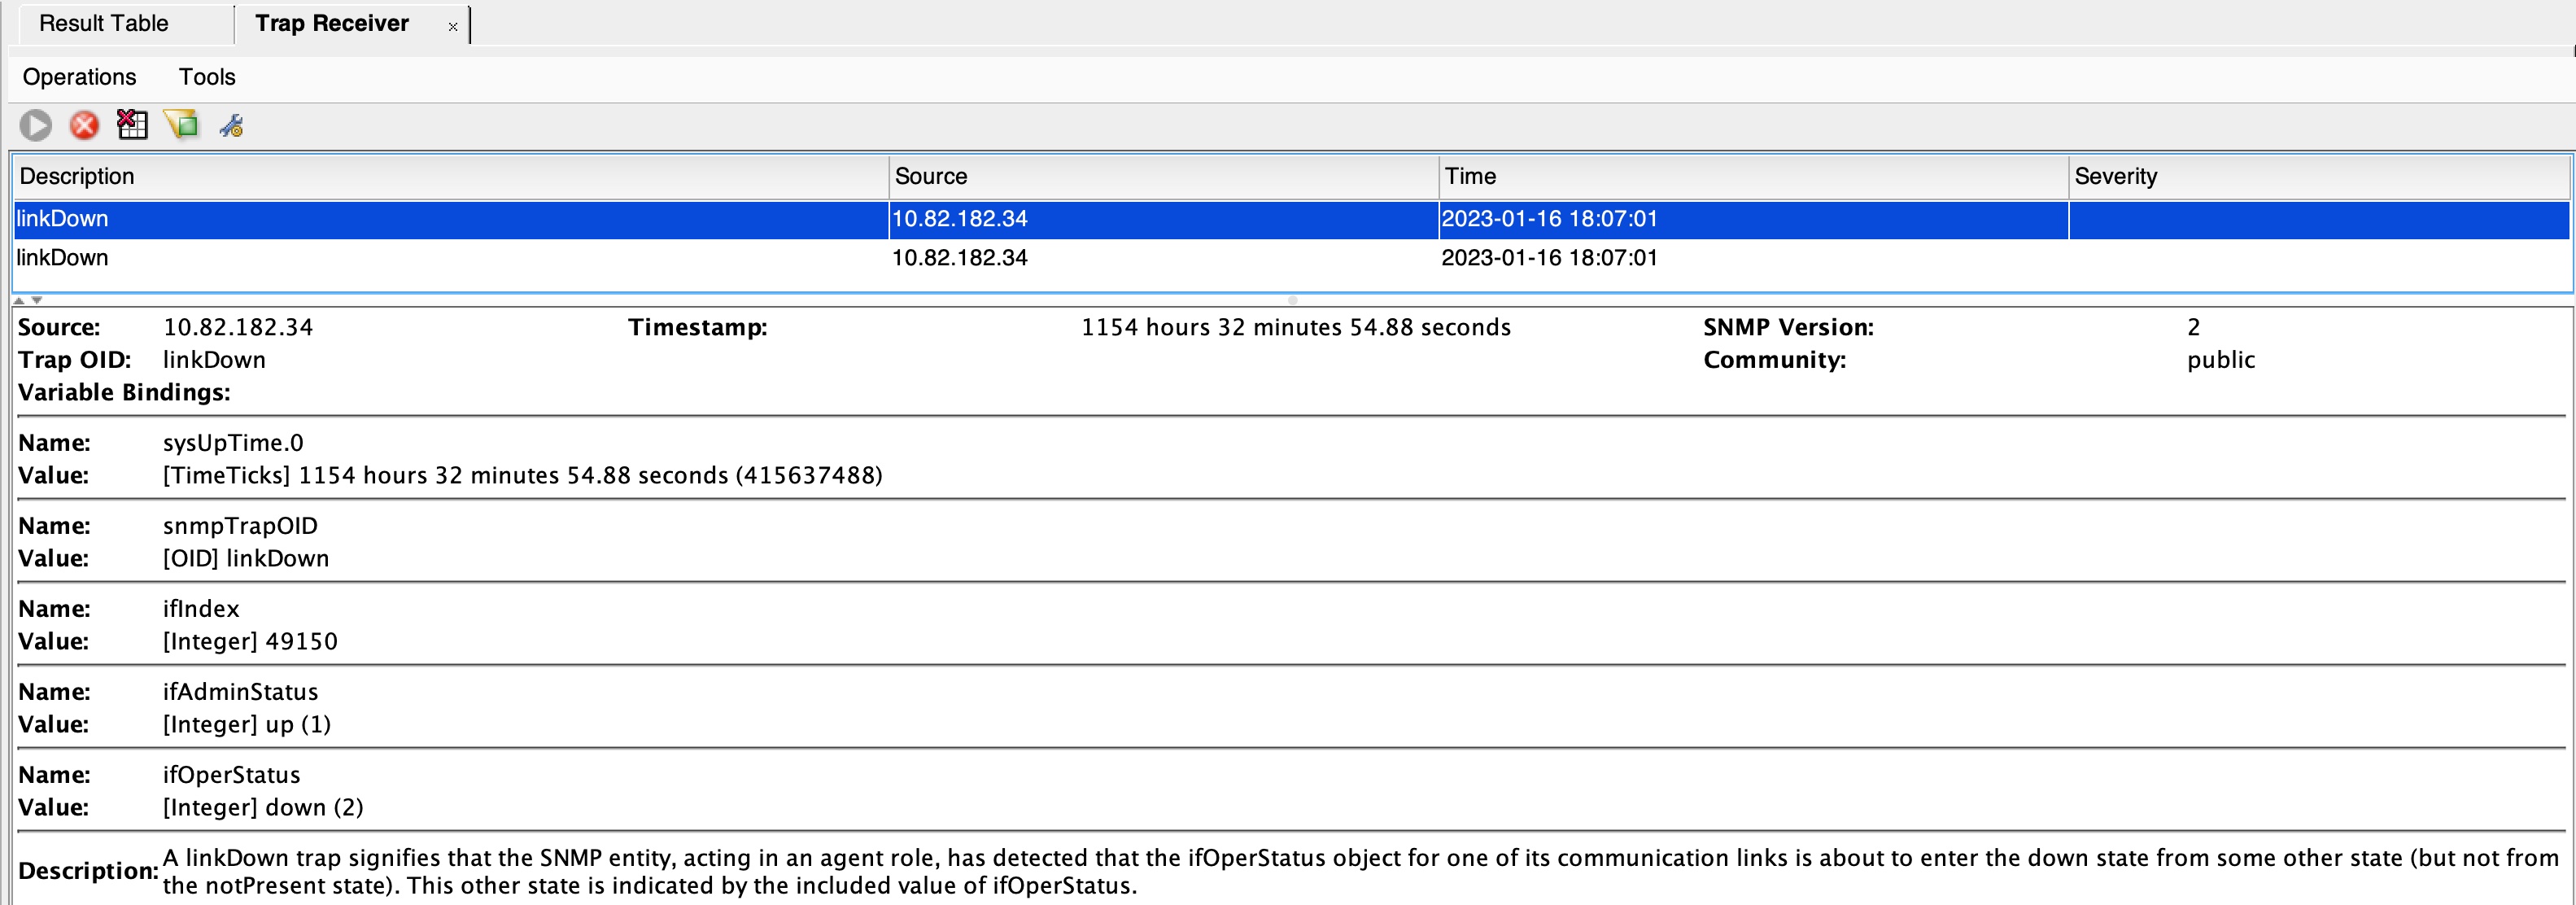 Result Table Trap Receiver x
Operations Tools
Description Source Time Severity
linkDown 10.82.182.34 2023-01-16 18:07:01
linkDown 10.82.182.34 2023-01-16 18:07:01
Source: 10.82.182.34 Timestamp: 1154 hours 32 minutes 54.88 seconds SNMP Version: 2
Trap OID: linkDown Community: public
Variable Bindings:
Name: sysUpTime.0
Value: [TimeTicks] 1154 hours 32 minutes 54.88 seconds (415637488)
Name: snmpTrapOID
Value: [OID] linkDown
Name: ifIndex
Value: [Integer] 49150
Name: ifAdminStatus
Value: [Integer] up (1)
Name: ifOperStatus
Value: [Integer] down (2)
Description: A linkDown trap signifies that the SNMP entity, acting in an agent role, has detected that the ifOperStatus object for one of its communication links is about to enter the down state from some other state (but not from
the notPresent state). This other state is indicated by the included value of ifOperStatus.